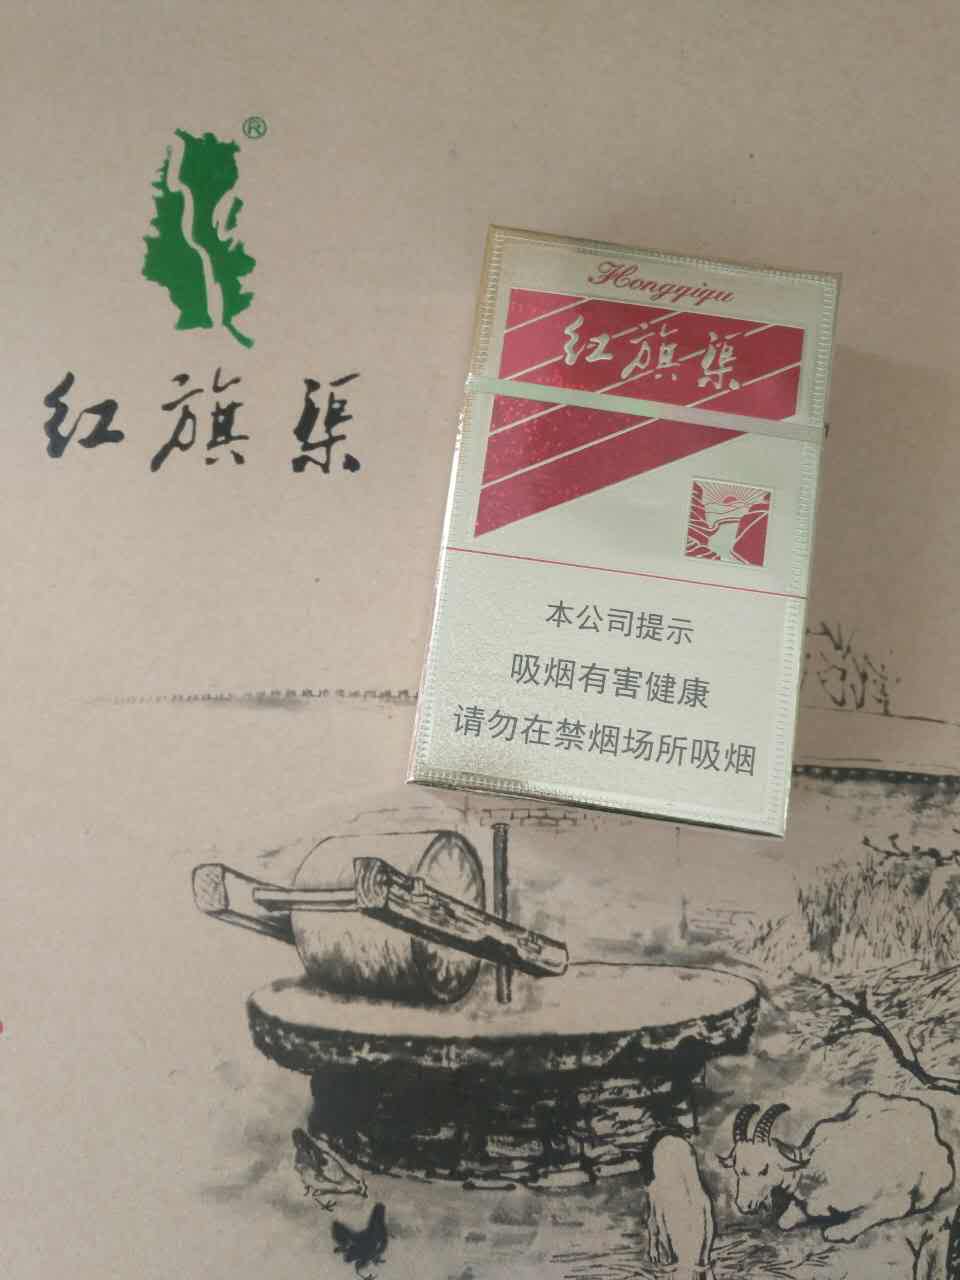 ®
红旗渠
Hongqiqu
红旗渠
本公司提示
吸烟有害健康
请勿在禁烟场所吸烟